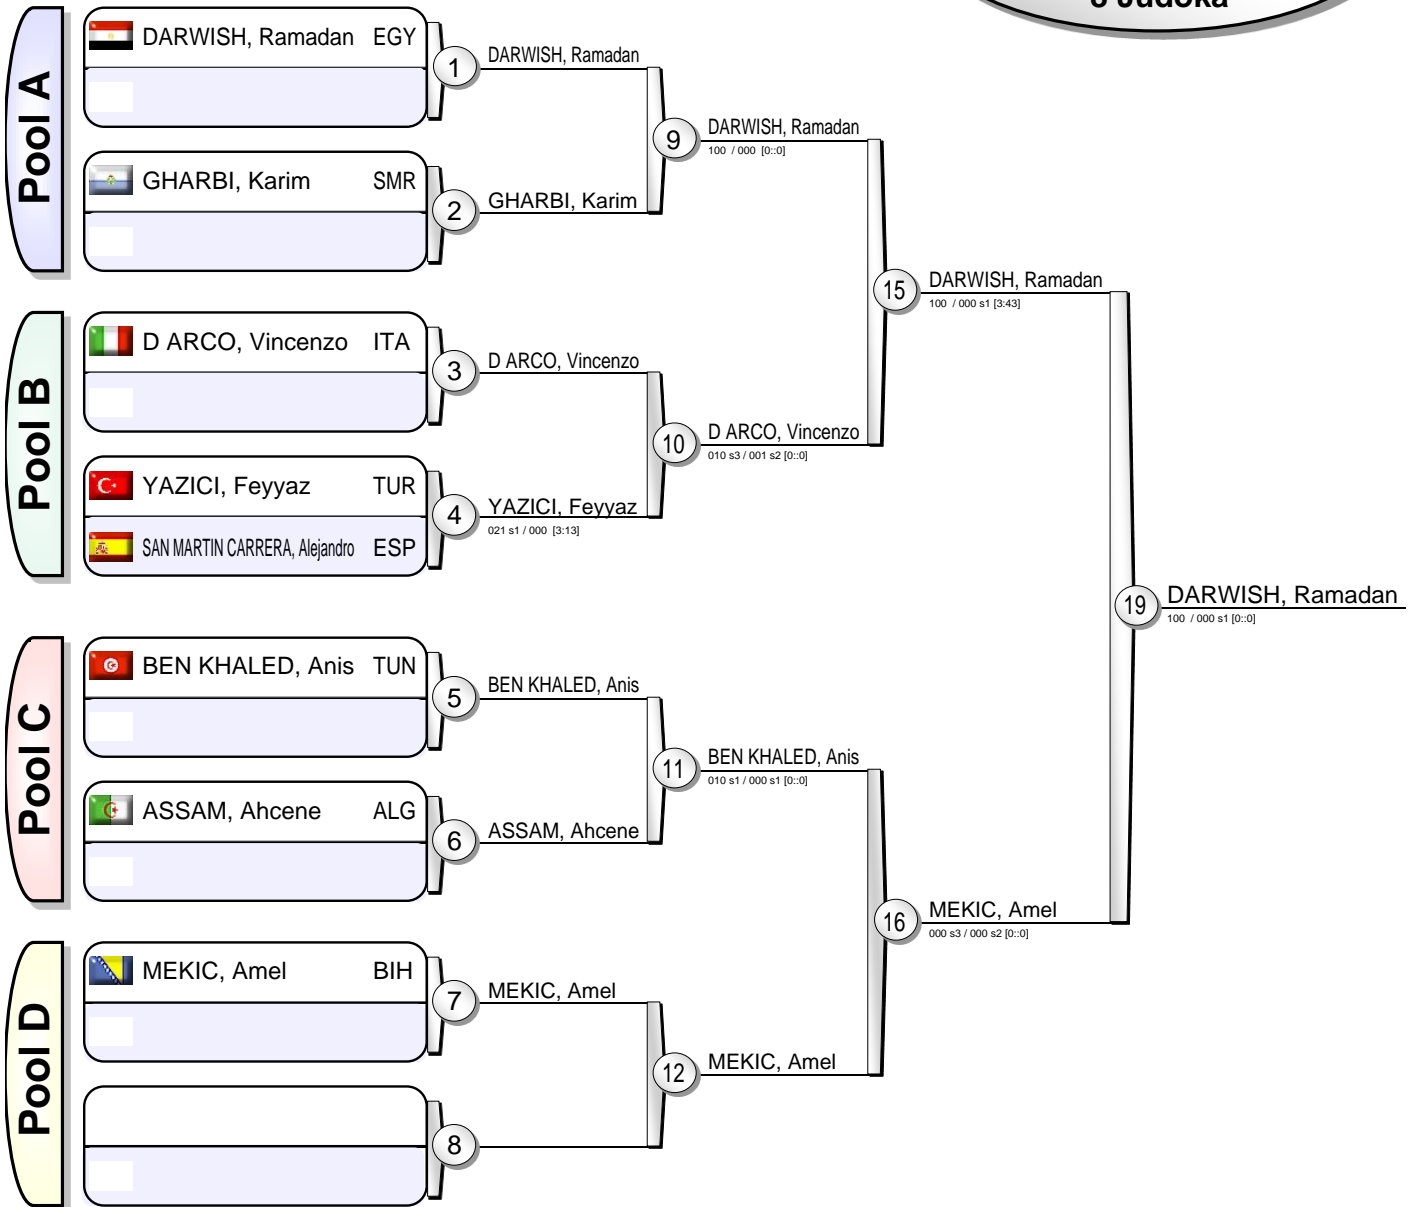 Judoka
Pool A
DARWISH, Ramadan EGY
1
DARWISH, Ramadan
GHARBI, Karim SMR
2
GHARBI, Karim
9
DARWISH, Ramadan
100 / 000 [0::0]
Pool B
D ARCO, Vincenzo ITA
3
D ARCO, Vincenzo
YAZICI, Feyyaz TUR
SAN MARTIN CARRERA, Alejandro ESP
4
YAZICI, Feyyaz
021 s1 / 000 [3:13]
10
D ARCO, Vincenzo
010 s3 / 001 s2 [0::0]
15
DARWISH, Ramadan
100 / 000 s1 [3:43]
Pool C
BEN KHALED, Anis TUN
5
BEN KHALED, Anis
ASSAM, Ahcene ALG
6
ASSAM, Ahcene
11
BEN KHALED, Anis
010 s1 / 000 s1 [0::0]
Pool D
MEKIC, Amel BIH
7
MEKIC, Amel
8
12
MEKIC, Amel
16
MEKIC, Amel
000 s3 / 000 s2 [0::0]
19
DARWISH, Ramadan
100 / 000 s1 [0::0]